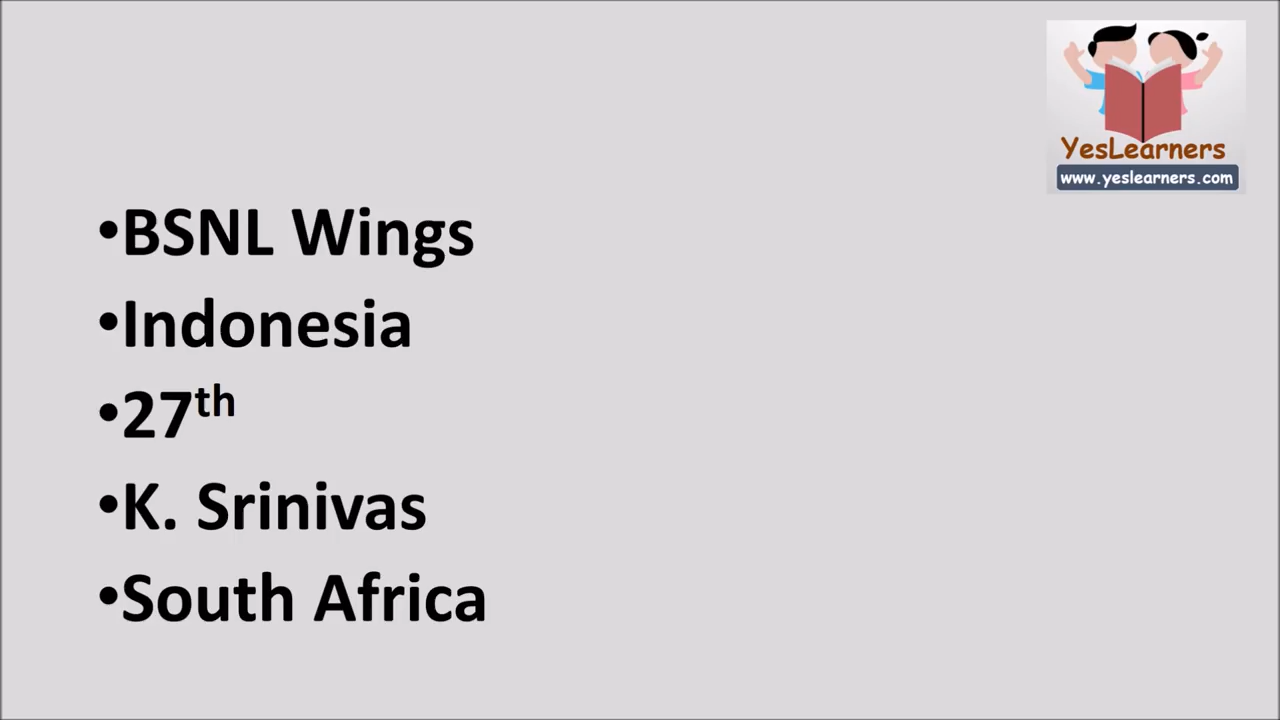 YesLearners
www.yeslearners.com
•BSNL Wings
•Indonesia
•27th
•K. Srinivas
•South Africa